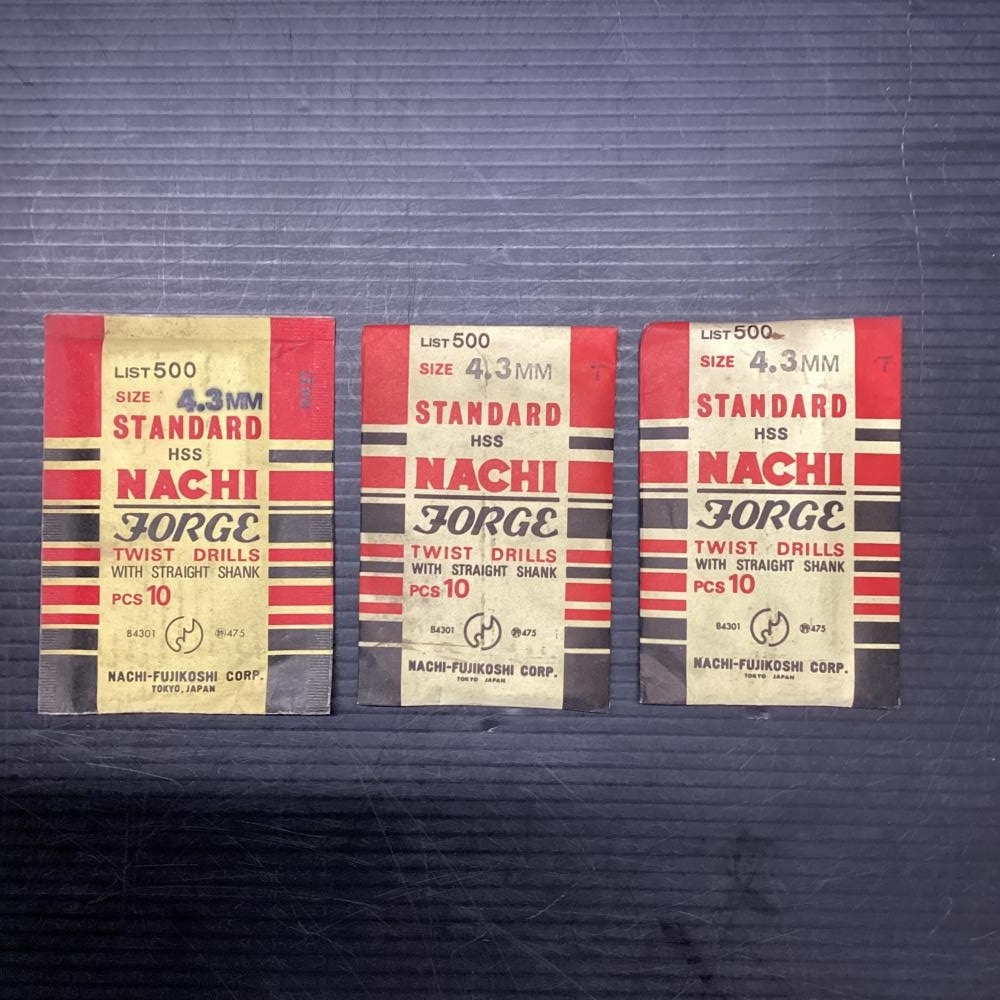 LIST 500
SIZE 4.3MM
STANDARD
HSS
NACHI
FORGE
TWIST DRILLS
WITH STRAIGHT SHANK
PCS 10
B4301 475
NACHI-FUJIKOSHI CORP.
TOKYO, JAPAN
LIST 500
SIZE 4.3MM
T
STANDARD
HSS
NACHI
FORGE
TWIST DRILLS
WITH STRAIGHT SHANK
PCS 10
B4301 475
NACHI-FUJIKOSHI CORP.
TOKYO JAPAN
LIST 500
SIZE 4.3MM
T
STANDARD
HSS
NACHI
FORGE
TWIST DRILLS
WITH STRAIGHT SHANK
PCS 10
B4301 475
NACHI-FUJIKOSHI CORP.
TOKYO JAPAN